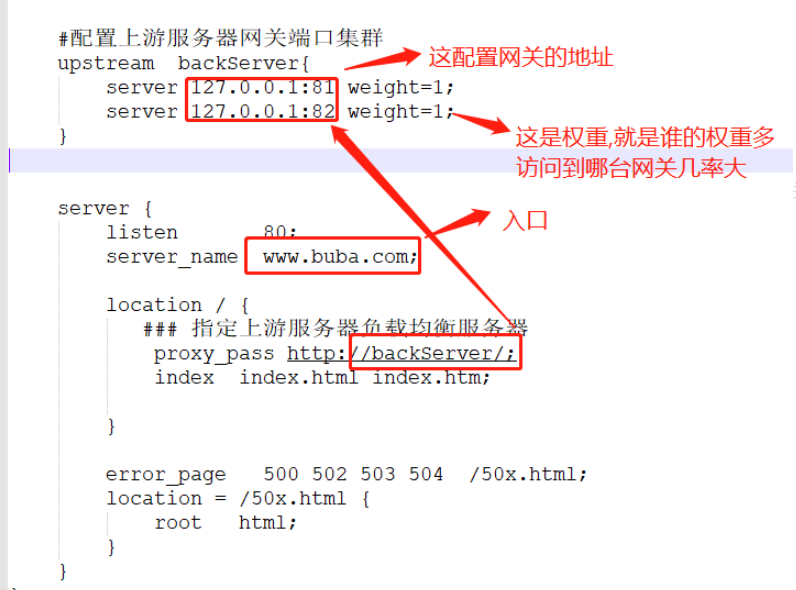 #配置上游服务器网关端口集群
upstream  backServer{
这配置网关的地址
server 127.0.0.1:81 weight=1;
server 127.0.0.1:82 weight=1;
}
这是权重,就是谁的权重多
访问到哪台网关几率大
server {
入口
listen       80;
server_name  www.buba.com;
location / {
### 指定上游服务器负载均衡服务器
proxy_pass http://backServer/;
index  index.html index.htm;
}
error_page   500 502 503 504  /50x.html;
location = /50x.html {
root   html;
}
}